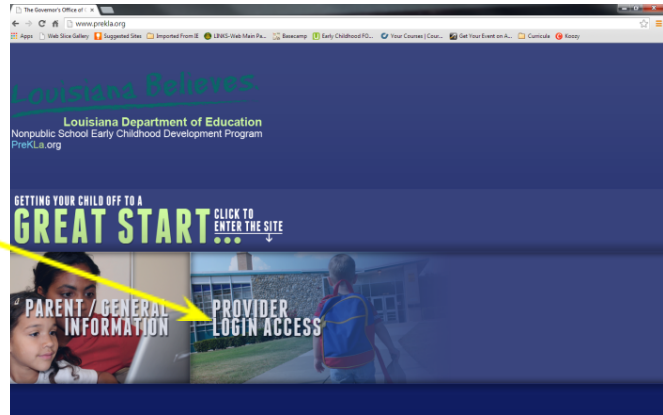 The Governor's Office of
www.prekla.org
Apps Web Slice Gallery Suggested Sites Imported From IE LINKS-Web Main Pa... Basecamp Early Childhood PD... Your Courses | Cour... Get Your Event on A... Curricula Koozy
Louisiana Believes
Louisiana Department of Education
Nonpublic School Early Childhood Development Program
PreKLa.org
GETTING YOUR CHILD OFF TO A
GREAT START...
CLICK TO
ENTER THE SITE
PARENT / GENERAL
INFORMATION
PROVIDER
LOGIN ACCESS